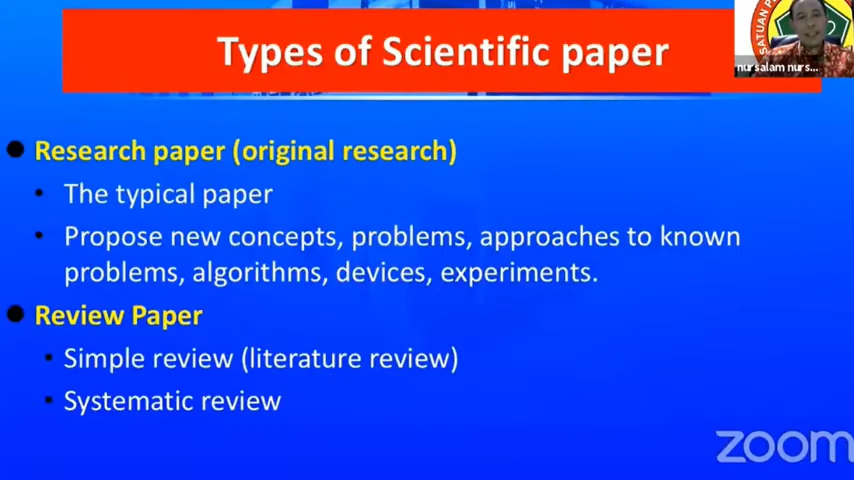 Types of Scientific paper
SATUAN P
nursalam nurs...
Research paper (original research)
The typical paper
Propose new concepts, problems, approaches to known
problems, algorithms, devices, experiments.
Review Paper
Simple review (literature review)
Systematic review
zoom